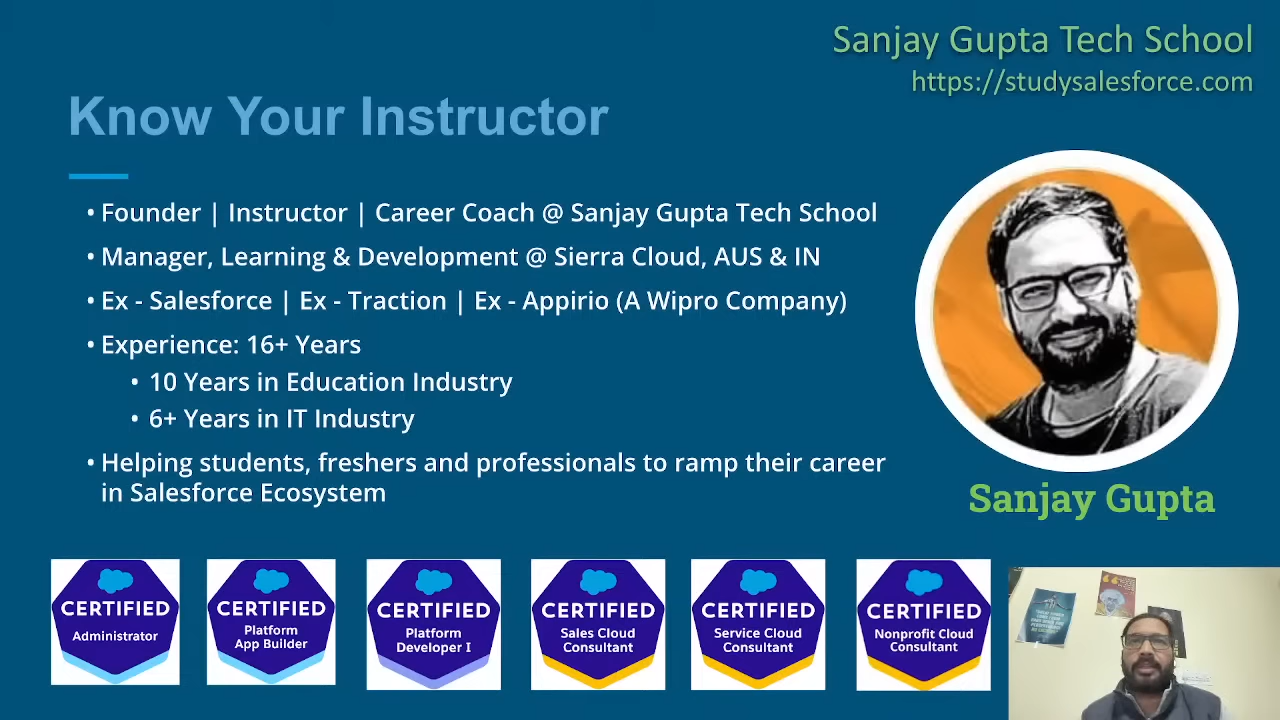 Sanjay Gupta Tech School
https://studysalesforce.com
Know Your Instructor
• Founder | Instructor | Career Coach @ Sanjay Gupta Tech School
• Manager, Learning & Development @ Sierra Cloud, AUS & IN
• Ex - Salesforce | Ex - Traction | Ex - Appirio (A Wipro Company)
• Experience: 16+ Years
• 10 Years in Education Industry
• 6+ Years in IT Industry
• Helping students, freshers and professionals to ramp their career
in Salesforce Ecosystem
Sanjay Gupta
CERTIFIED
Administrator
CERTIFIED
Platform
App Builder
CERTIFIED
Platform
Developer I
CERTIFIED
Sales Cloud
Consultant
CERTIFIED
Service Cloud
Consultant
CERTIFIED
Nonprofit Cloud
Consultant